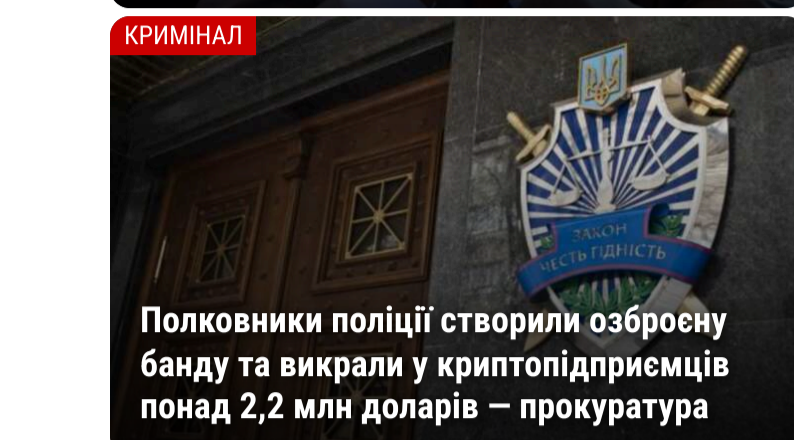 КРИМІНАЛ
ЗАКОН
ЧЕСТЬ ГІДНІСТЬ
Полковники поліції створили озброєну
банду та викрали у криптопідприємців
понад 2,2 млн доларів — прокуратура